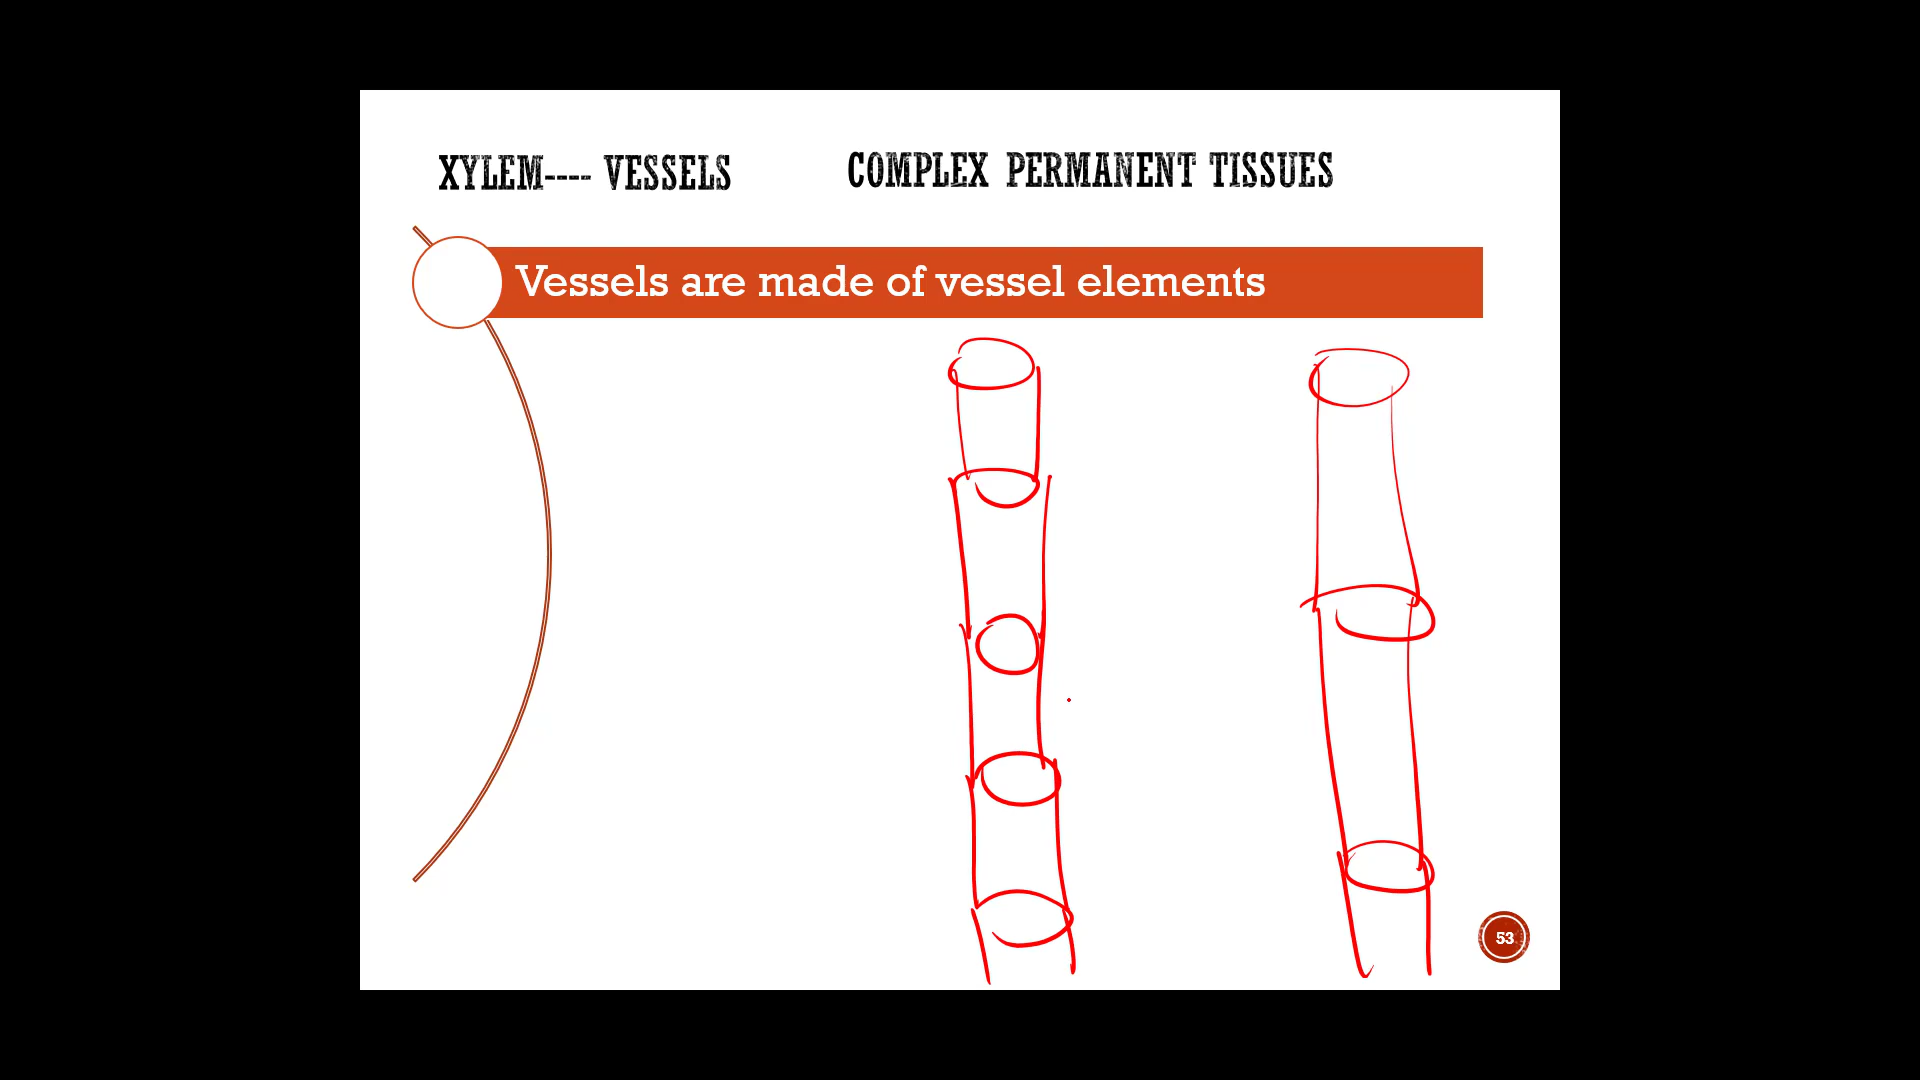 XYLEM---- VESSELS
COMPLEX PERMANENT TISSUES
Vessels are made of vessel elements
53